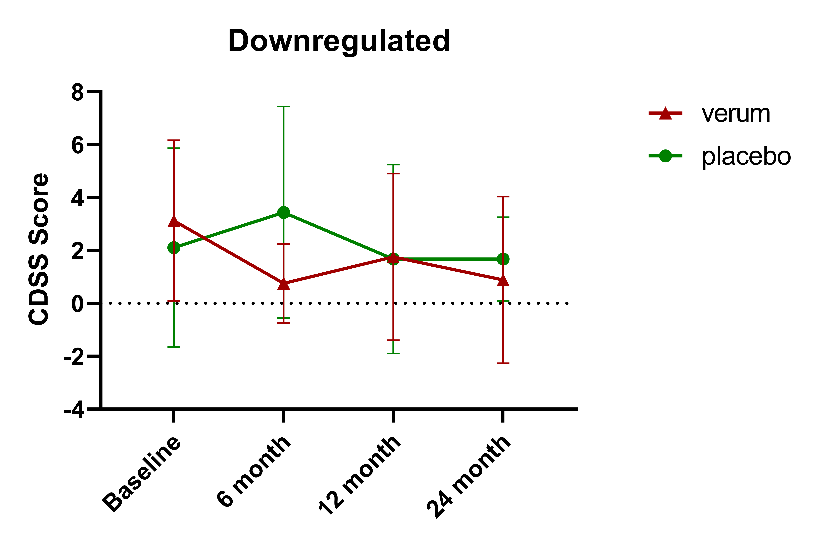 Downregulated
8
6
4
2
0
-2
-4
CDSS Score
Baseline
6 month
12 month
24 month
verum
placebo